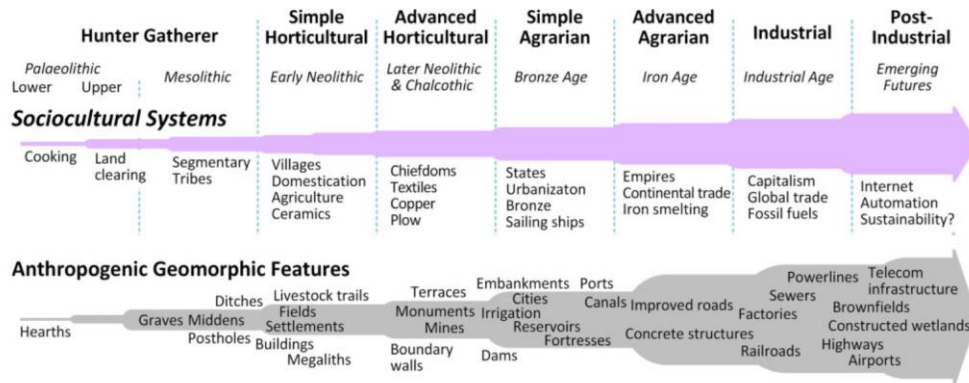 Hunter Gatherer
Simple
Horticultural
Advanced
Horticultural
Simple
Agrarian
Advanced
Agrarian
Industrial
Post-
Industrial
Palaeolithic
Lower Upper
Mesolithic
Early Neolithic
Later Neolithic
& Chalcothic
Bronze Age
Iron Age
Industrial Age
Emerging
Futures
Sociocultural Systems
Cooking
Land
clearing
Segmentary
Tribes
Villages
Domestication
Agriculture
Ceramics
Chiefdoms
Textiles
Copper
Plow
States
Urbanizaton
Bronze
Sailing ships
Empires
Continental trade
Iron smelting
Capitalism
Global trade
Fossil fuels
Internet
Automation
Sustainability?
Anthropogenic Geomorphic Features
Hearths
Graves
Ditches
Middens
Postholes
Livestock trails
Fields
Settlements
Buildings
Megaliths
Terraces
Monuments
Mines
Boundary
walls
Embankments
Cities
Irrigation
Reservoirs
Fortresses
Dams
Ports
Canals
Improved roads
Concrete structures
Powerlines
Sewers
Factories
Railroads
Telecom
infrastructure
Brownfields
Constructed wetlands
Highways
Airports